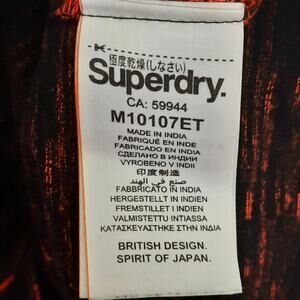 極度乾燥(しなさい)
Superdry.
CA: 59944
M10107ET
MADE IN INDIA
FABRIQUÉ EN INDE
FABRICADO EN INDIA
СДЕЛАНО В ИНДИИ
VYROBENO V INDII
印度制造
صنع في الهند
FABBRICATO IN INDIA
HERGESTELLT IN INDIEN
FREMSTILLET I INDIEN
VALMISTETTU INTIASSA
ΚΑΤΑΣΚΕΥΑΣΤΗΚΕ ΣΤΗΝ ΙΝΔΙΑ
BRITISH DESIGN.
SPIRIT OF JAPAN.